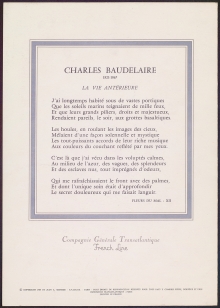 CHARLES BAUDELAIRE
1821-1867
LA VIE ANTÉRIEURE
J'ai longtemps habité sous de vastes portiques
Que les soleils marins teignaient de mille feux,
Et que leurs grands piliers, droits et majestueux,
Rendaient pareils, le soir, aux grottes basaltiques.
Les houles, en roulant les images des cieux,
Mêlaient d'une façon solennelle et mystique
Les tout-puissants accords de leur riche musique
Aux couleurs du couchant reflété par mes yeux.
C'est là que j'ai vécu dans les voluptés calmes,
Au milieu de l'azur, des vagues, des splendeurs
Et des esclaves nus, tout imprégnés d'odeurs,
Qui me rafraîchissaient le front avec des palmes,
Et dont l'unique soin était d'approfondir
Le secret douloureux qui me faisait languir.
FLEURS DU MAL - XII
Compagnie Générale Transatlantique
French Line